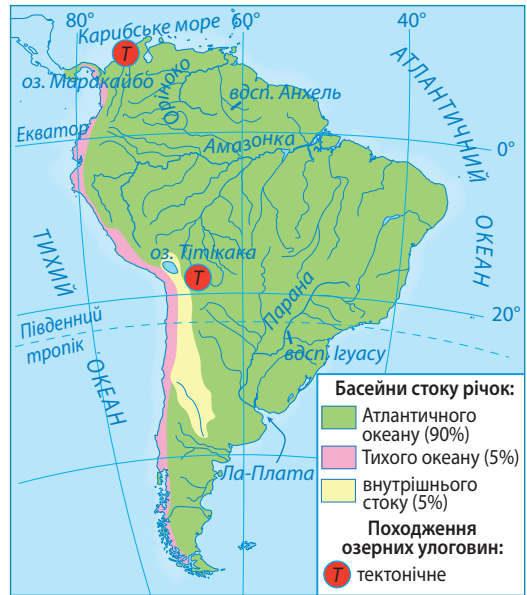 80°
60°
40°
Карибське море
Т
оз. Маракайбо
Оріноко
вдсп. Анхель
АТЛАНТИЧНИЙ
ОКЕАН
Екватор
Амазонка
0°
ТИХИЙ
ОКЕАН
оз. Тітікака
Т
Парана
20°
Південний
тропік
вдсп. Ігуасу
Ла-Плата
Басейни стоку річок:
Атлантичного
океану (90%)
Тихого океану (5%)
внутрішнього
стоку (5%)
Походження
озерних улоговин:
Т тектонічне